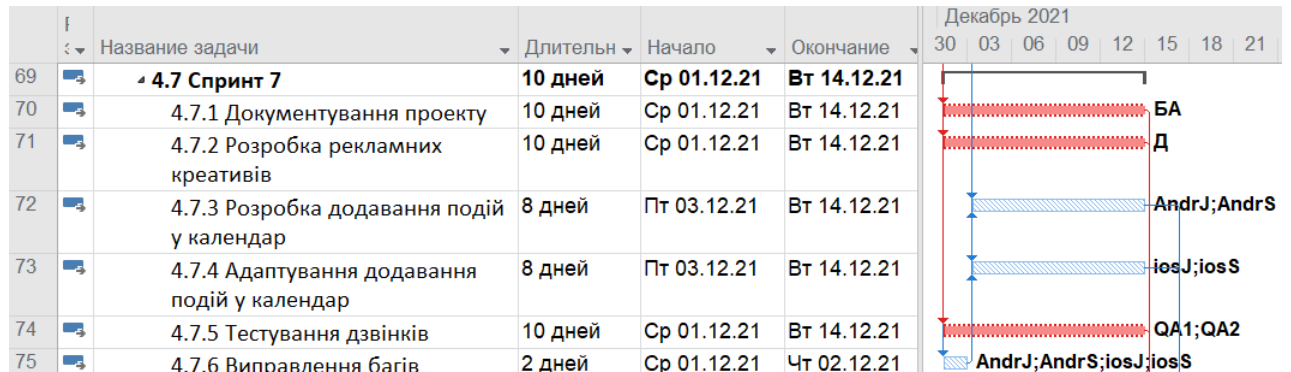 Декабрь 2021
Название задачи Длительн Начало Окончание 30 03 06 09 12 15 18 21
69 4.7 Спринт 7 10 дней Ср 01.12.21 Вт 14.12.21
70 4.7.1 Документування проекту 10 дней Ср 01.12.21 Вт 14.12.21 БА
71 4.7.2 Розробка рекламних 10 дней Ср 01.12.21 Вт 14.12.21 Д
креативів
72 4.7.3 Розробка додавання подій 8 дней Пт 03.12.21 Вт 14.12.21 AndrJ;AndrS
у календар
73 4.7.4 Адаптування додавання 8 дней Пт 03.12.21 Вт 14.12.21 iosJ;iosS
подій у календар
74 4.7.5 Тестування дзвінків 10 дней Ср 01.12.21 Вт 14.12.21 QA1;QA2
75 4.7.6 Виправлення багів 2 дней Ср 01.12.21 Чт 02.12.21 AndrJ;AndrS;iosJ;iosS